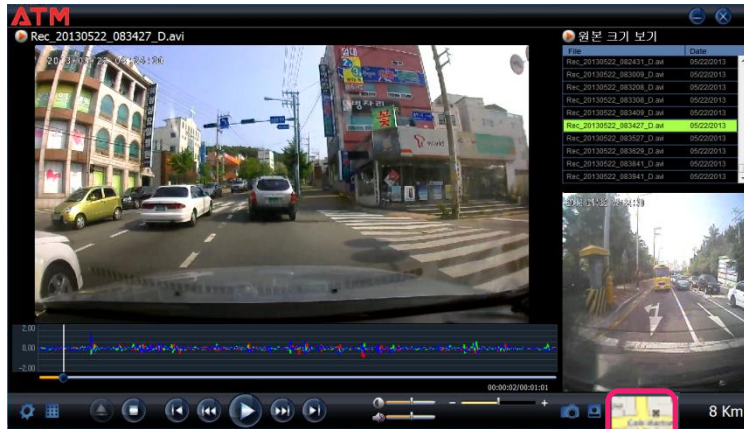 ATM
Rec_20130522_083427_D.avi
원본 크기 보기
File Date
Rec_20130522_082431_D.avi 05/22/2013
Rec_20130522_083009_D.avi 05/22/2013
Rec_20130522_083208_D.avi 05/22/2013
Rec_20130522_083308_D.avi 05/22/2013
Rec_20130522_083409_D.avi 05/22/2013
Rec_20130522_083427_D.avi 05/22/2013
Rec_20130522_083527_D.avi 05/22/2013
Rec_20130522_083629_D.avi 05/22/2013
Rec_20130522_083841_D.avi 05/22/2013
Rec_20130522_083941_D.avi 05/22/2013
임대
world
2.00
0.00
-2.00
00:00:02/00:01:01
8 Km